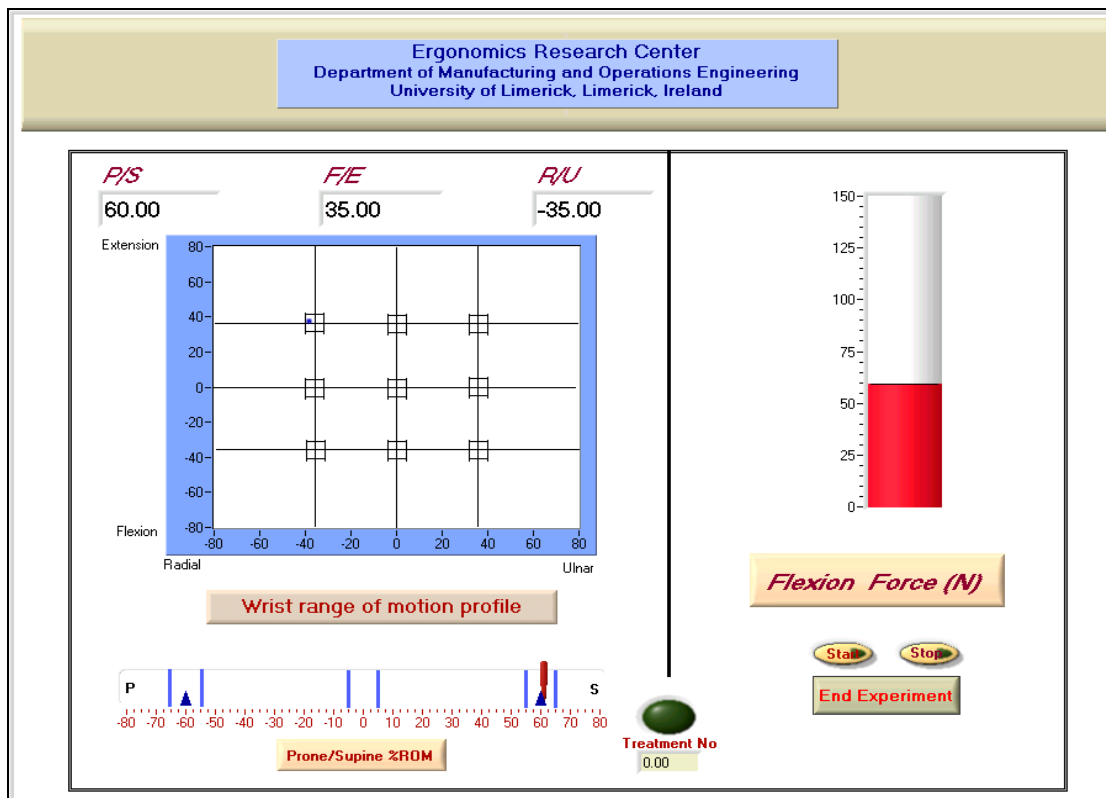 Ergonomics Research Center
Department of Manufacturing and Operations Engineering
University of Limerick, Limerick, Ireland
P/S F/E R/U
60.00 35.00 -35.00
Extension
80
60
40
20
0
-20
-40
-60
-80
Flexion
-80 -60 -40 -20 0 20 40 60 80
Radial Ulnar
Wrist range of motion profile
P S
-80 -70 -60 -50 -40 -30 -20 -10 0 10 20 30 40 50 60 70 80
Prone/Supine %ROM
Treatment No
0.00
150
125
100
75
50
25
0
Flexion Force (N)
Start Stop
End Experiment